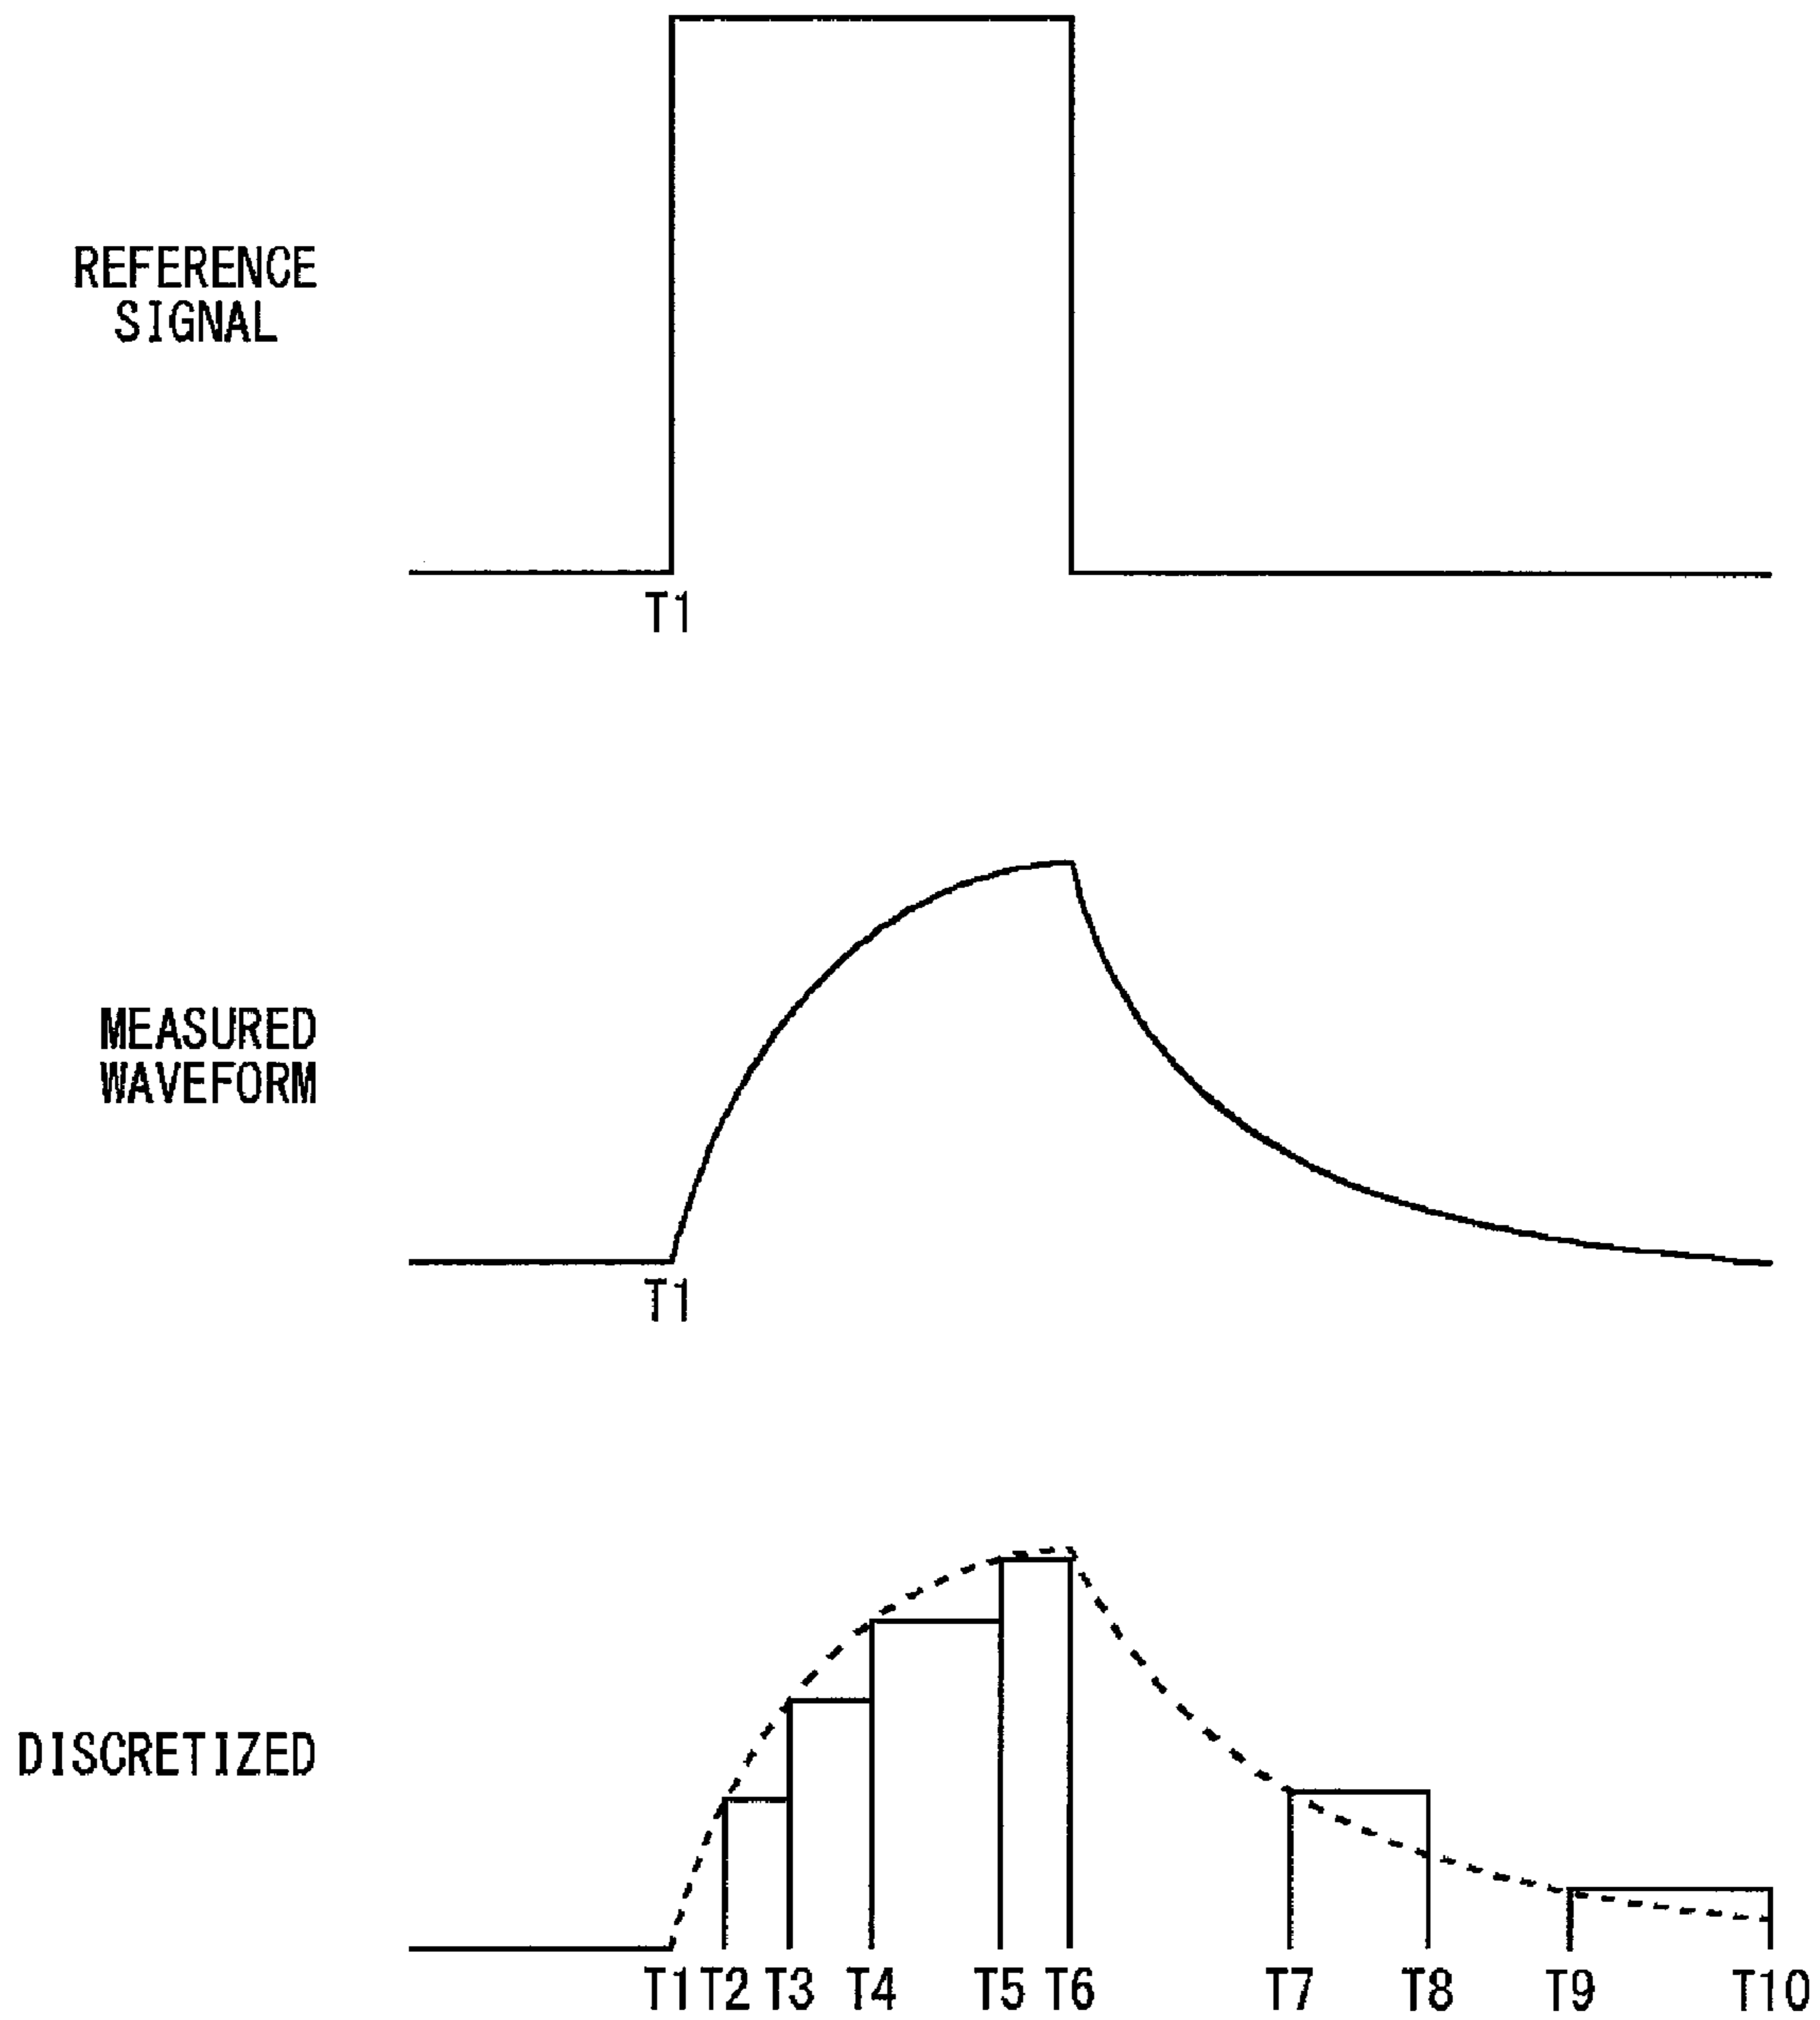 REFERENCE
SIGNAL
T1
MEASURED
WAVEFORM
T1
DISCRETIZED
T1 T2 T3 T4 T5 T6 T7 T8 T9 T10